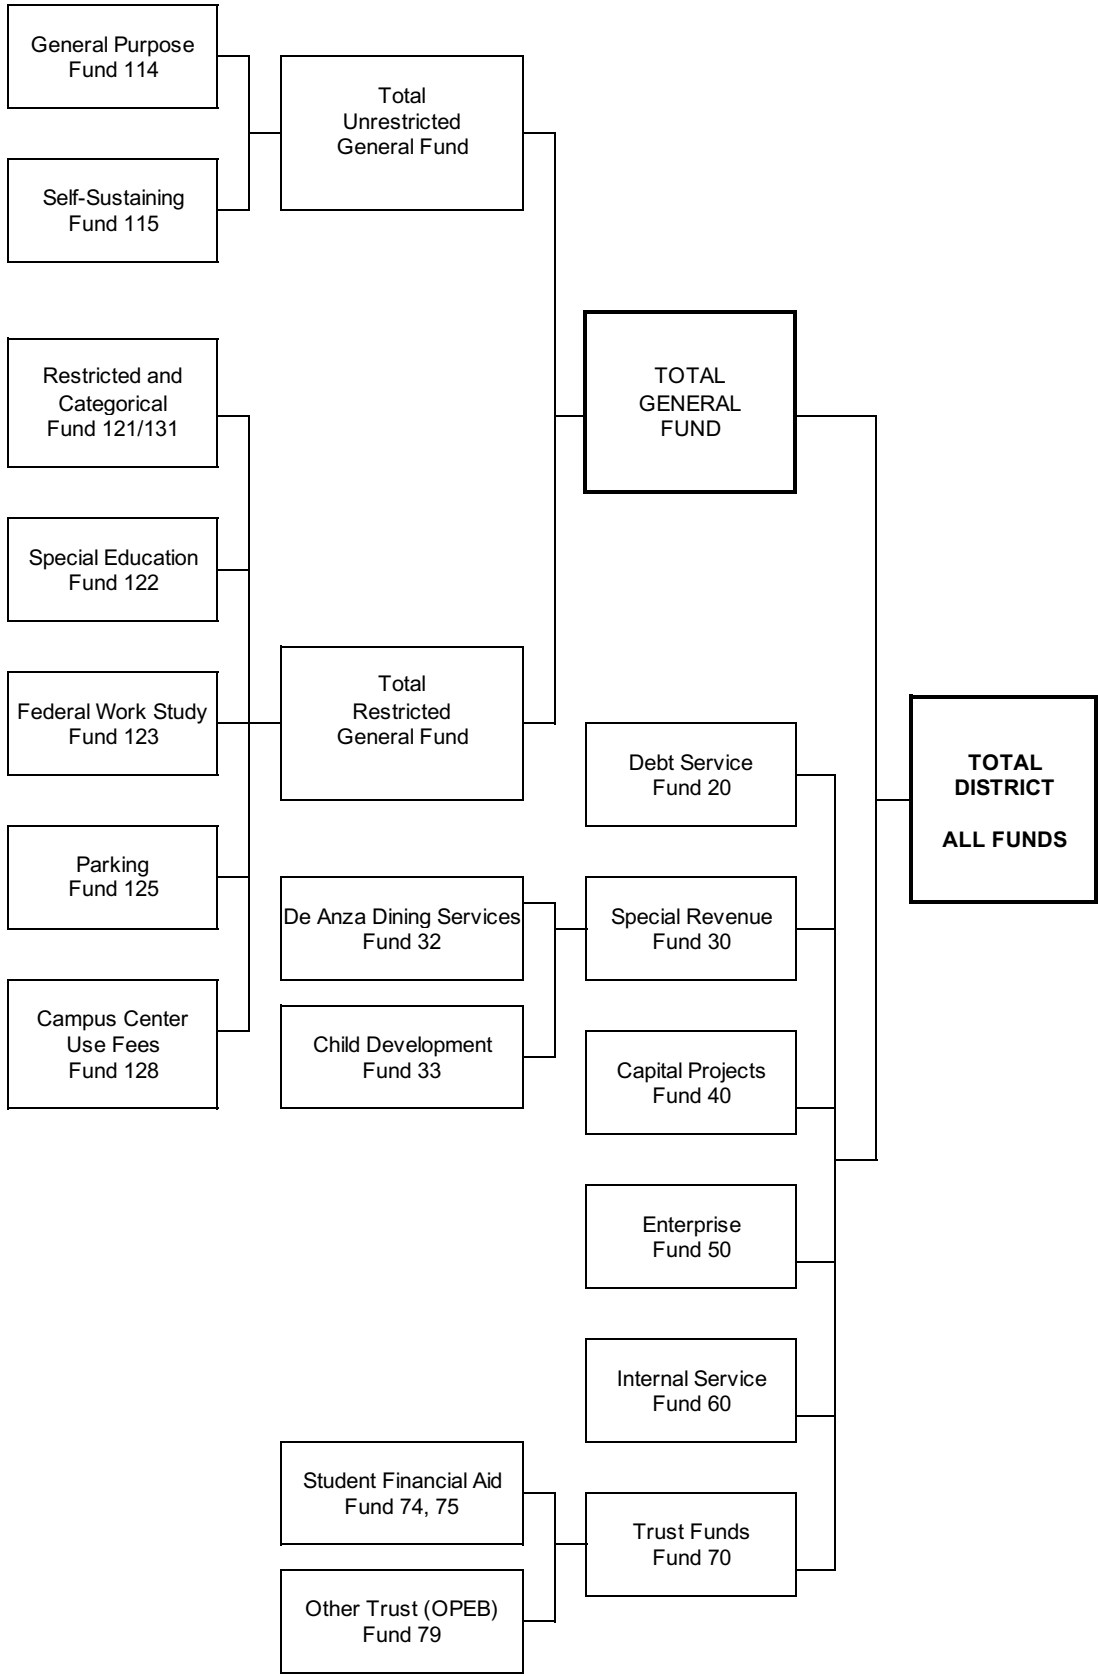 General Purpose
Fund 114
Total
Unrestricted
General Fund
Self-Sustaining
Fund 115
Restricted and
Categorical
Fund 121/131
TOTAL
GENERAL
FUND
Special Education
Fund 122
Total
Restricted
General Fund
Federal Work Study
Fund 123
Debt Service
Fund 20
TOTAL
DISTRICT
ALL FUNDS
Parking
Fund 125
De Anza Dining Services
Fund 32
Special Revenue
Fund 30
Campus Center
Use Fees
Fund 128
Child Development
Fund 33
Capital Projects
Fund 40
Enterprise
Fund 50
Internal Service
Fund 60
Student Financial Aid
Fund 74, 75
Trust Funds
Fund 70
Other Trust (OPEB)
Fund 79